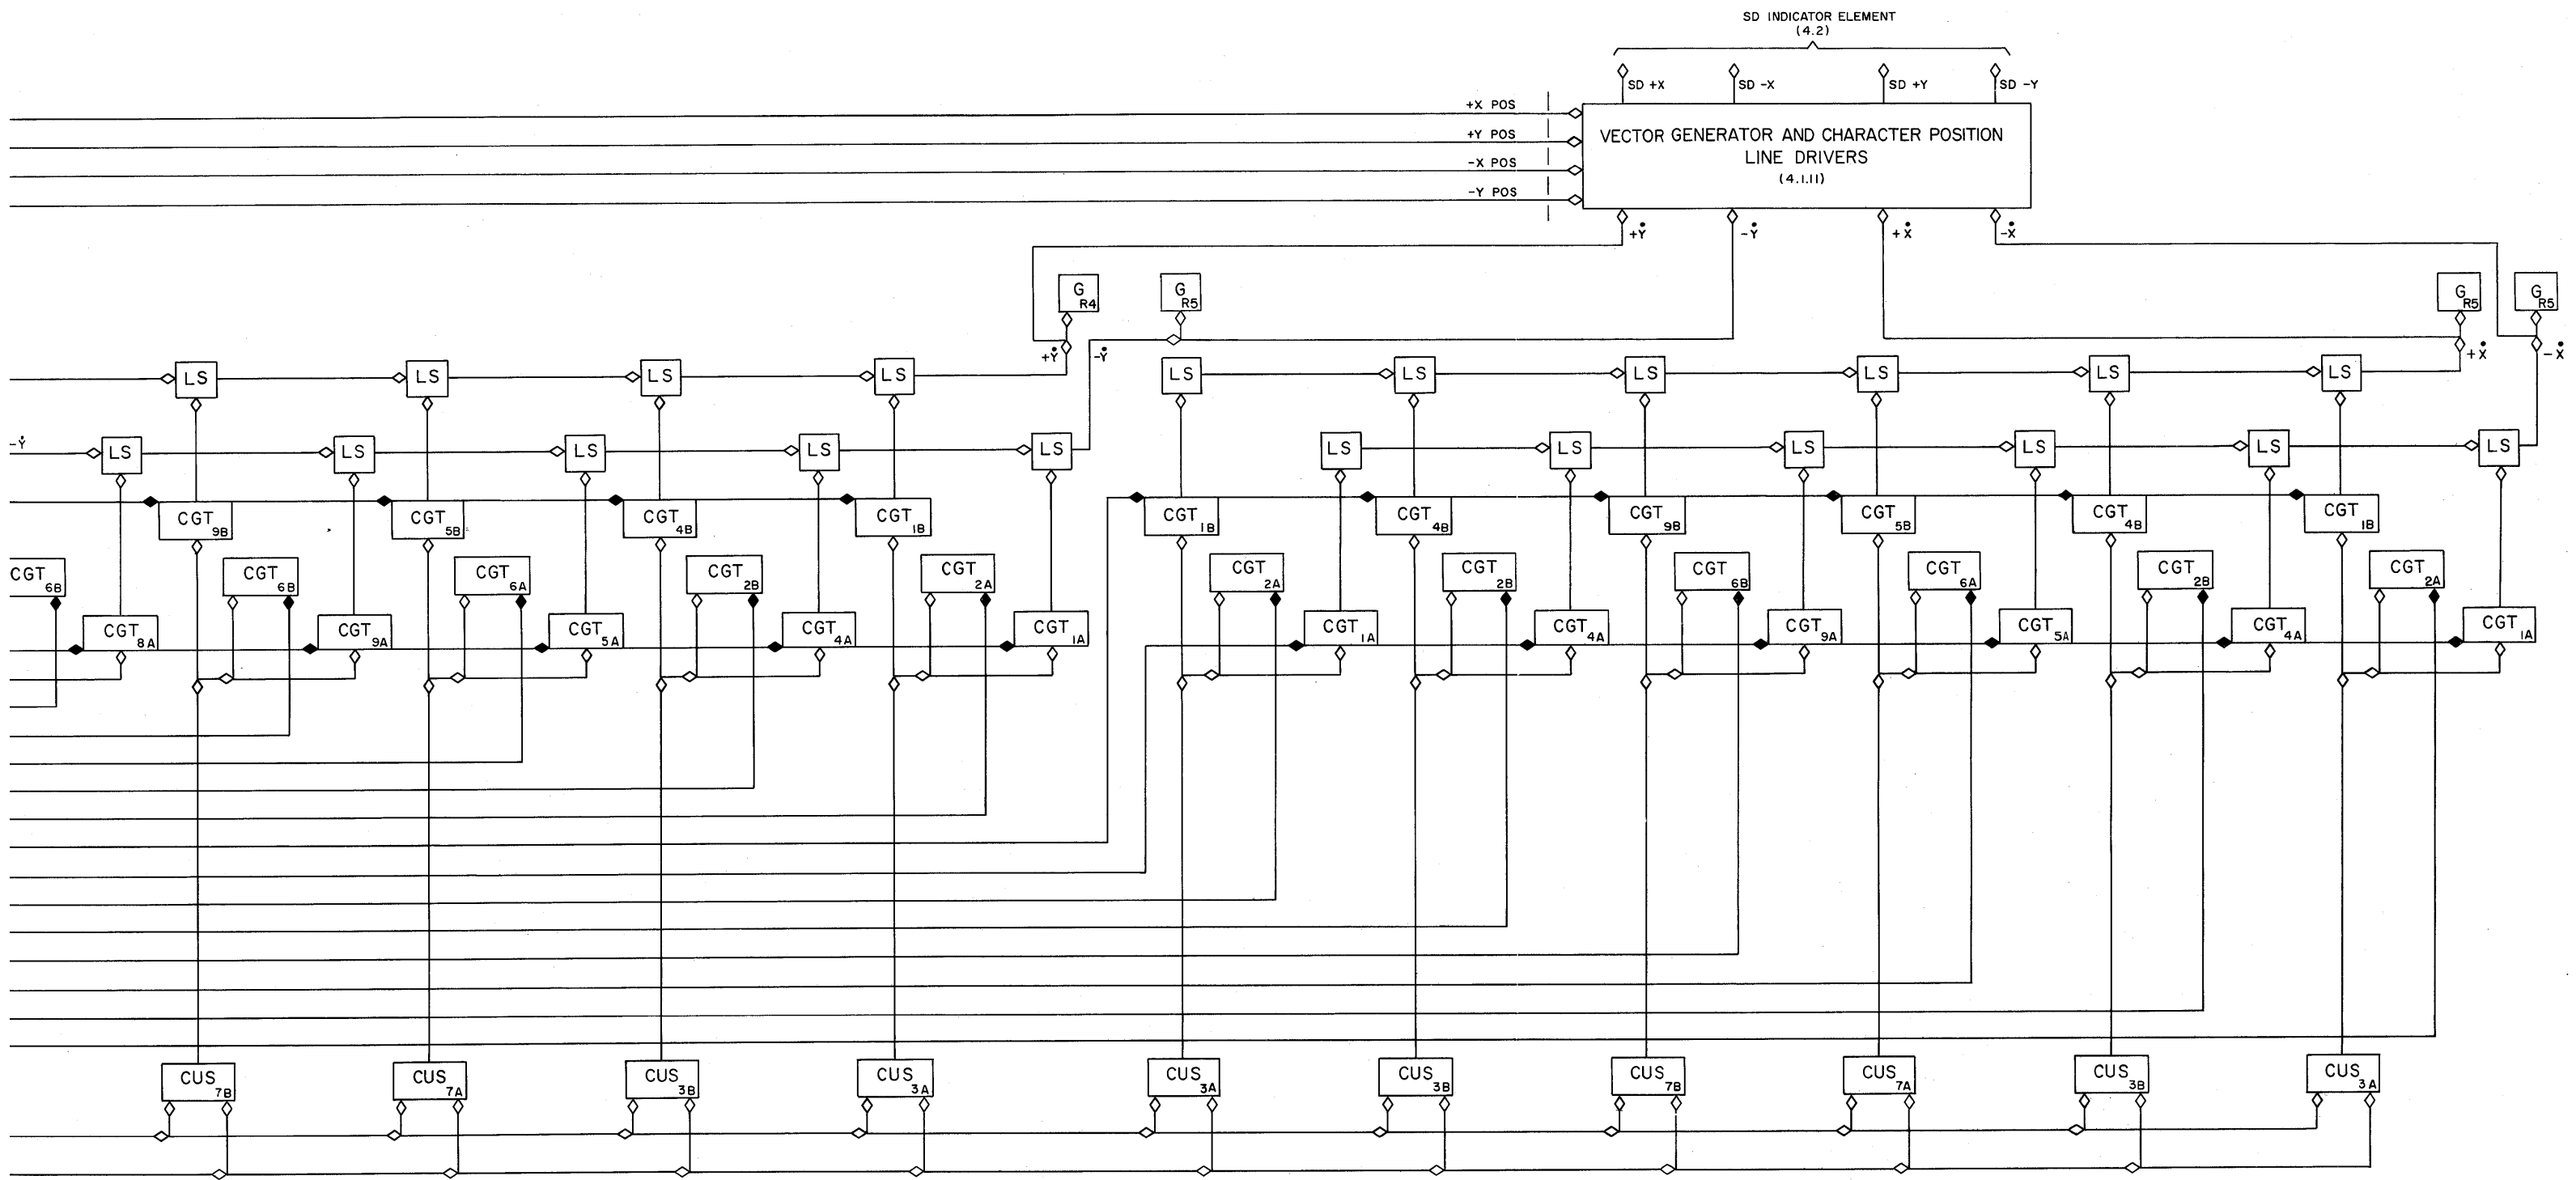 SD INDICATOR ELEMENT
(4.2)
SD +X
SD -X
SD +Y
SD -Y
+X POS
+Y POS
-X POS
-Y POS
VECTOR GENERATOR AND CHARACTER POSITION
LINE DRIVERS
(4.1.11)
+Ẏ
-Ẏ
+Ẋ
-Ẋ
G R4
G R5
G R5
G R5
+Ẏ
-Ẏ
+Ẋ
-Ẋ
LS LS LS LS LS LS LS LS LS LS
-Ẏ
LS LS LS LS LS LS LS LS LS LS LS
CGT 9B
CGT 5B
CGT 4B
CGT 1B
CGT 1B
CGT 4B
CGT 9B
CGT 5B
CGT 4B
CGT 1B
CGT 6B
CGT 6B
CGT 6A
CGT 2B
CGT 2A
CGT 2A
CGT 2B
CGT 6B
CGT 6A
CGT 2B
CGT 2A
CGT 8A
CGT 9A
CGT 5A
CGT 4A
CGT 1A
CGT 1A
CGT 4A
CGT 9A
CGT 5A
CGT 4A
CGT 1A
CUS 7B
CUS 7A
CUS 3B
CUS 3A
CUS 3A
CUS 3B
CUS 7B
CUS 7A
CUS 3B
CUS 3A